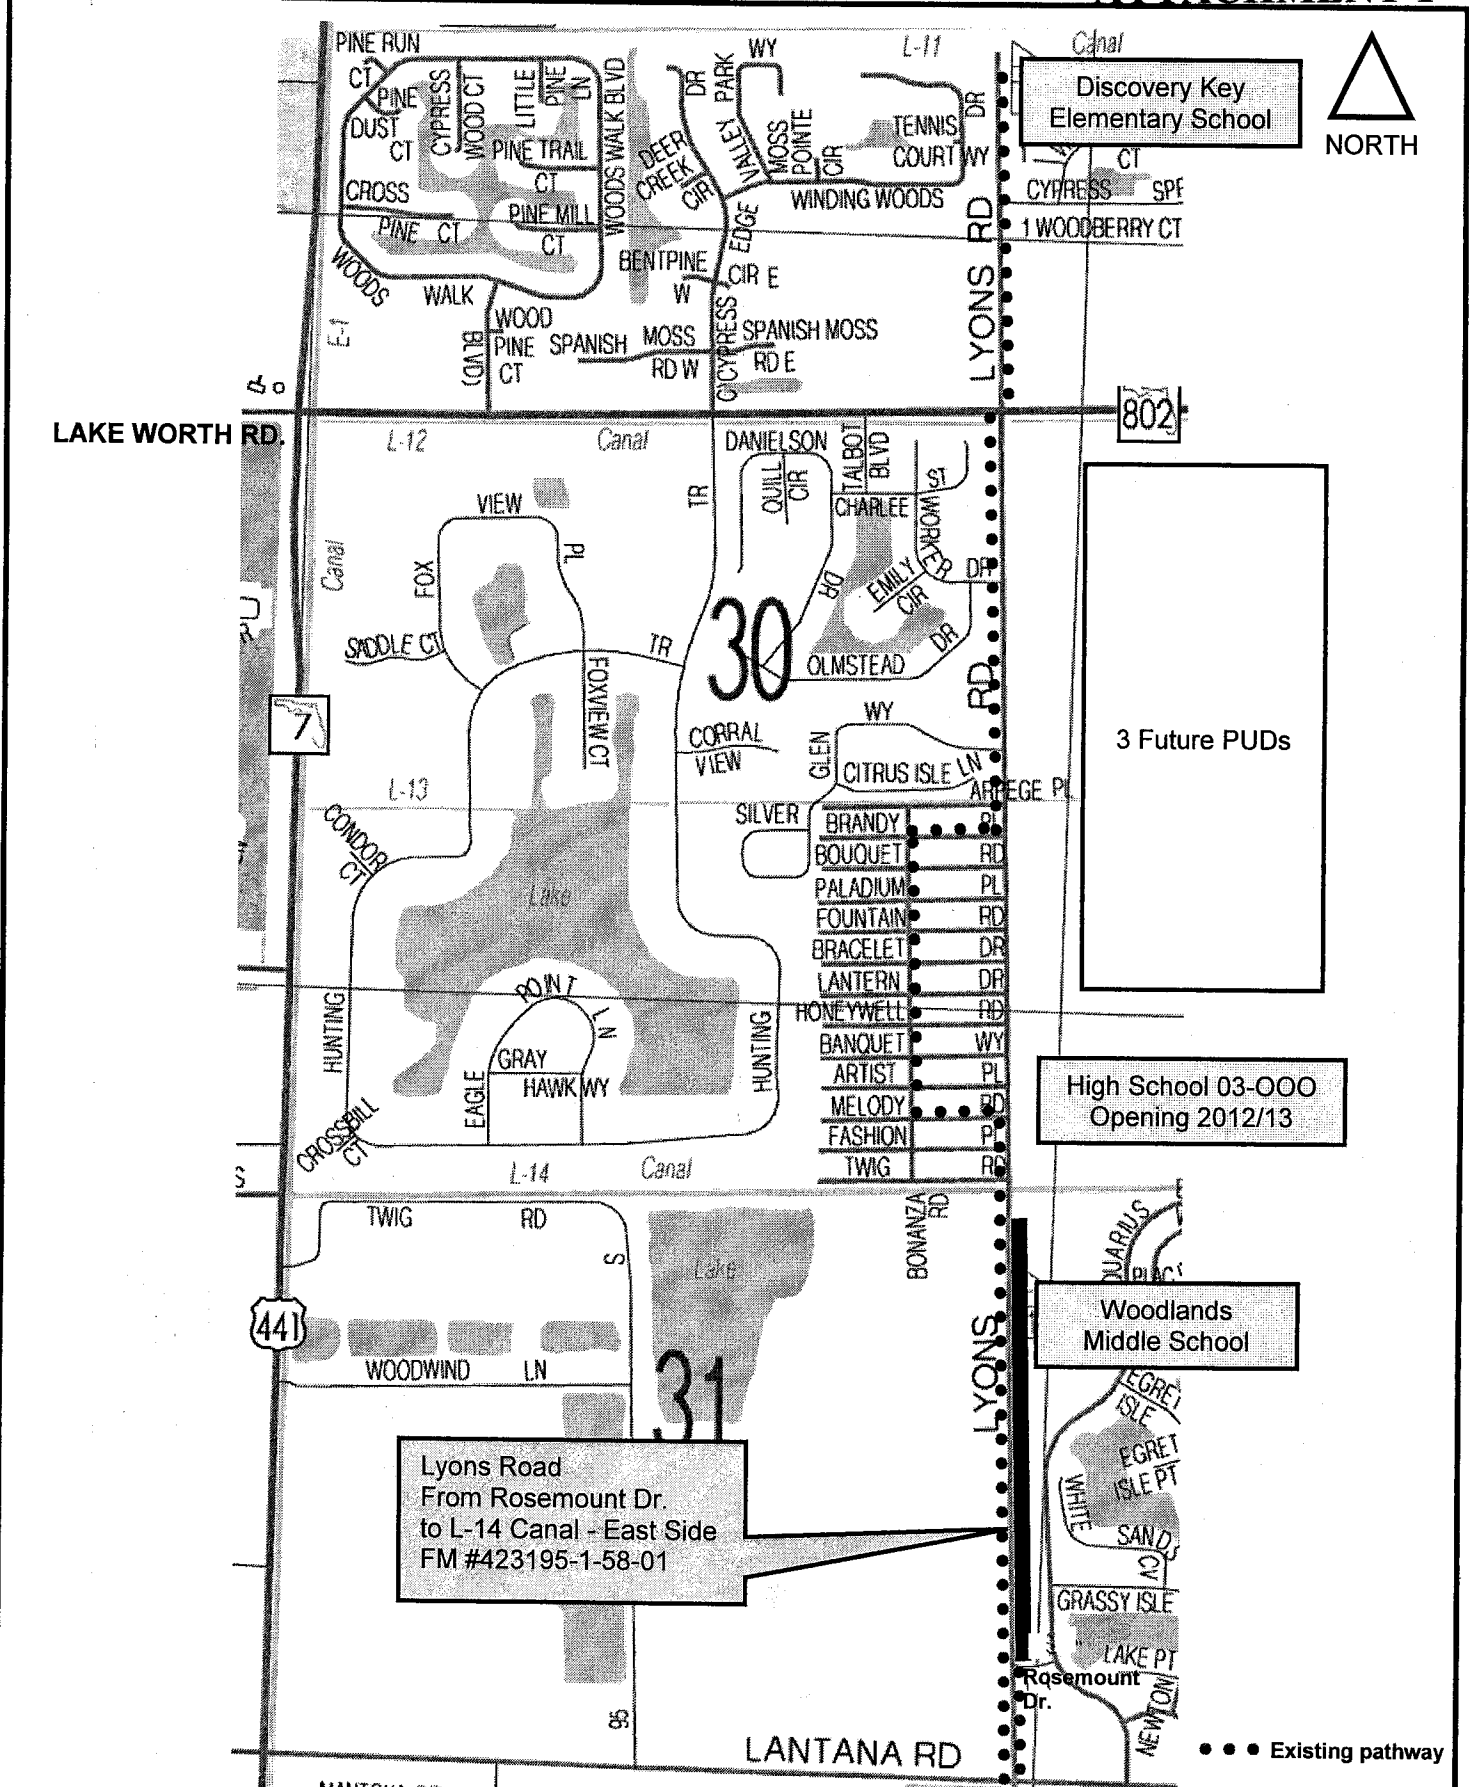 L-11
Canal
Discovery Key
Elementary School
NORTH
PINE RUN
CT
PINE
DUST
CT
CYPRESS
WOOD CT
LITTLE
PINE
LN
PINE TRAIL
CT
WOODS WALK BLVD
CROSS
PINE CT
PINE MILL
CT
WOODS
WALK
BLVD)
WOOD
PINE
CT
DEER
CREEK
CIR
DR
VALLEY PARK
WY
MOSS
POINTE
CIR
TENNIS
COURT WY
DR
WINDING WOODS
EDGE
BENTPINE
W
CIR E
SPANISH MOSS
RD W
CYPRESS
SPANISH MOSS
RD E
LYONS RD
CT
CYPRESS
1 WOODBERRY CT
E-1
LAKE WORTH RD.
802
L-12
Canal
Canal
TR
DANIELSON
QUILL
CIR
TALBOT
BLVD
CHARLEE
ST
WORKTER DR
EMILY
CIR
DR
OLMSTEAD DR
30
VIEW
FOX
PL
SADDLE CT
TR
FOXVIEW CT
CORRAL
VIEW
7
L-13
RD
3 Future PUDs
WY
GLEN
CITRUS ISLE LN
ARPEGE PL
SILVER
BRANDY PL
BOUQUET RD
PALADIUM PL
FOUNTAIN RD
BRACELET DR
LANTERN DR
HONEYWELL RD
BANQUET WY
ARTIST PL
MELODY RD
FASHION PL
TWIG RD
CONDOR
CT
Lake
HUNTING
POINT
LN
GRAY
HAWK WY
EAGLE
HUNTING
CROSSBILL
CT
High School 03-OOO
Opening 2012/13
L-14
Canal
S
TWIG RD
S
BONANZA
RD
Lake
441
WOODWIND LN
31
LYONS
Woodlands
Middle School
EGRET
ISLE PT
WHITE
SANDS
CV
GRASSY ISLE
LAKE PT
NEWTON
Lyons Road
From Rosemount Dr.
to L-14 Canal - East Side
FM #423195-1-58-01
Rosemount
Dr.
95
LANTANA RD
Existing pathway